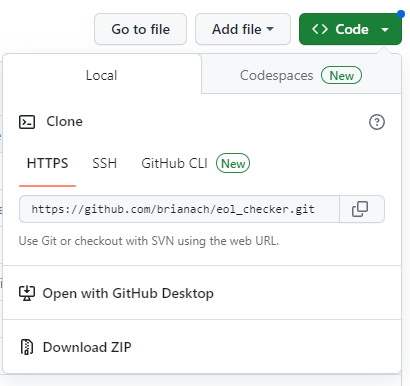 Go to file
Add file
<> Code
Local
Codespaces New
Clone
HTTPS
SSH
GitHub CLI New
https://github.com/brianach/eol_checker.git
Use Git or checkout with SVN using the web URL.
Open with GitHub Desktop
Download ZIP